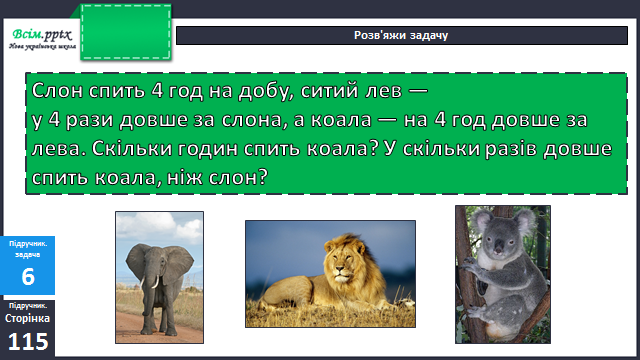 Всім.pptx
Нова українська школа
Розв'яжи задачу
Слон спить 4 год на добу, ситий лев —
у 4 рази довше за слона, а коала — на 4 год довше за
лева. Скільки годин спить коала? У скільки разів довше
спить коала, ніж слон?
Підручник.
задача
6
Підручник.
Сторінка
115